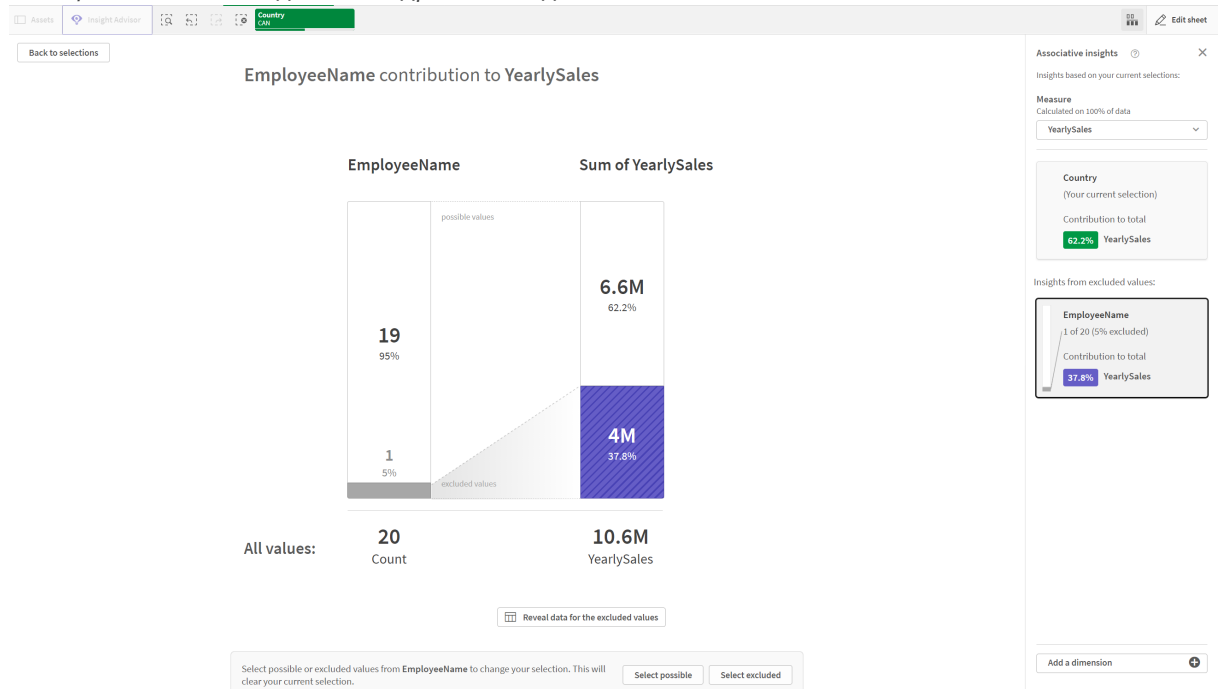 Assets
Insight Advisor
Country
CAN
Edit sheet
Back to selections
EmployeeName contribution to YearlySales
EmployeeName
Sum of YearlySales
possible values
6.6M
62.2%
19
95%
4M
37.8%
1
5%
excluded values
All values:
20
Count
10.6M
YearlySales
Reveal data for the excluded values
Select possible or excluded values from EmployeeName to change your selection. This will
clear your current selection.
Select possible
Select excluded
Associative insights
Insights based on your current selections:
Measure
Calculated on 100% of data
YearlySales
Country
(Your current selection)
Contribution to total
62.2% YearlySales
Insights from excluded values:
EmployeeName
1 of 20 (5% excluded)
Contribution to total
37.8% YearlySales
Add a dimension